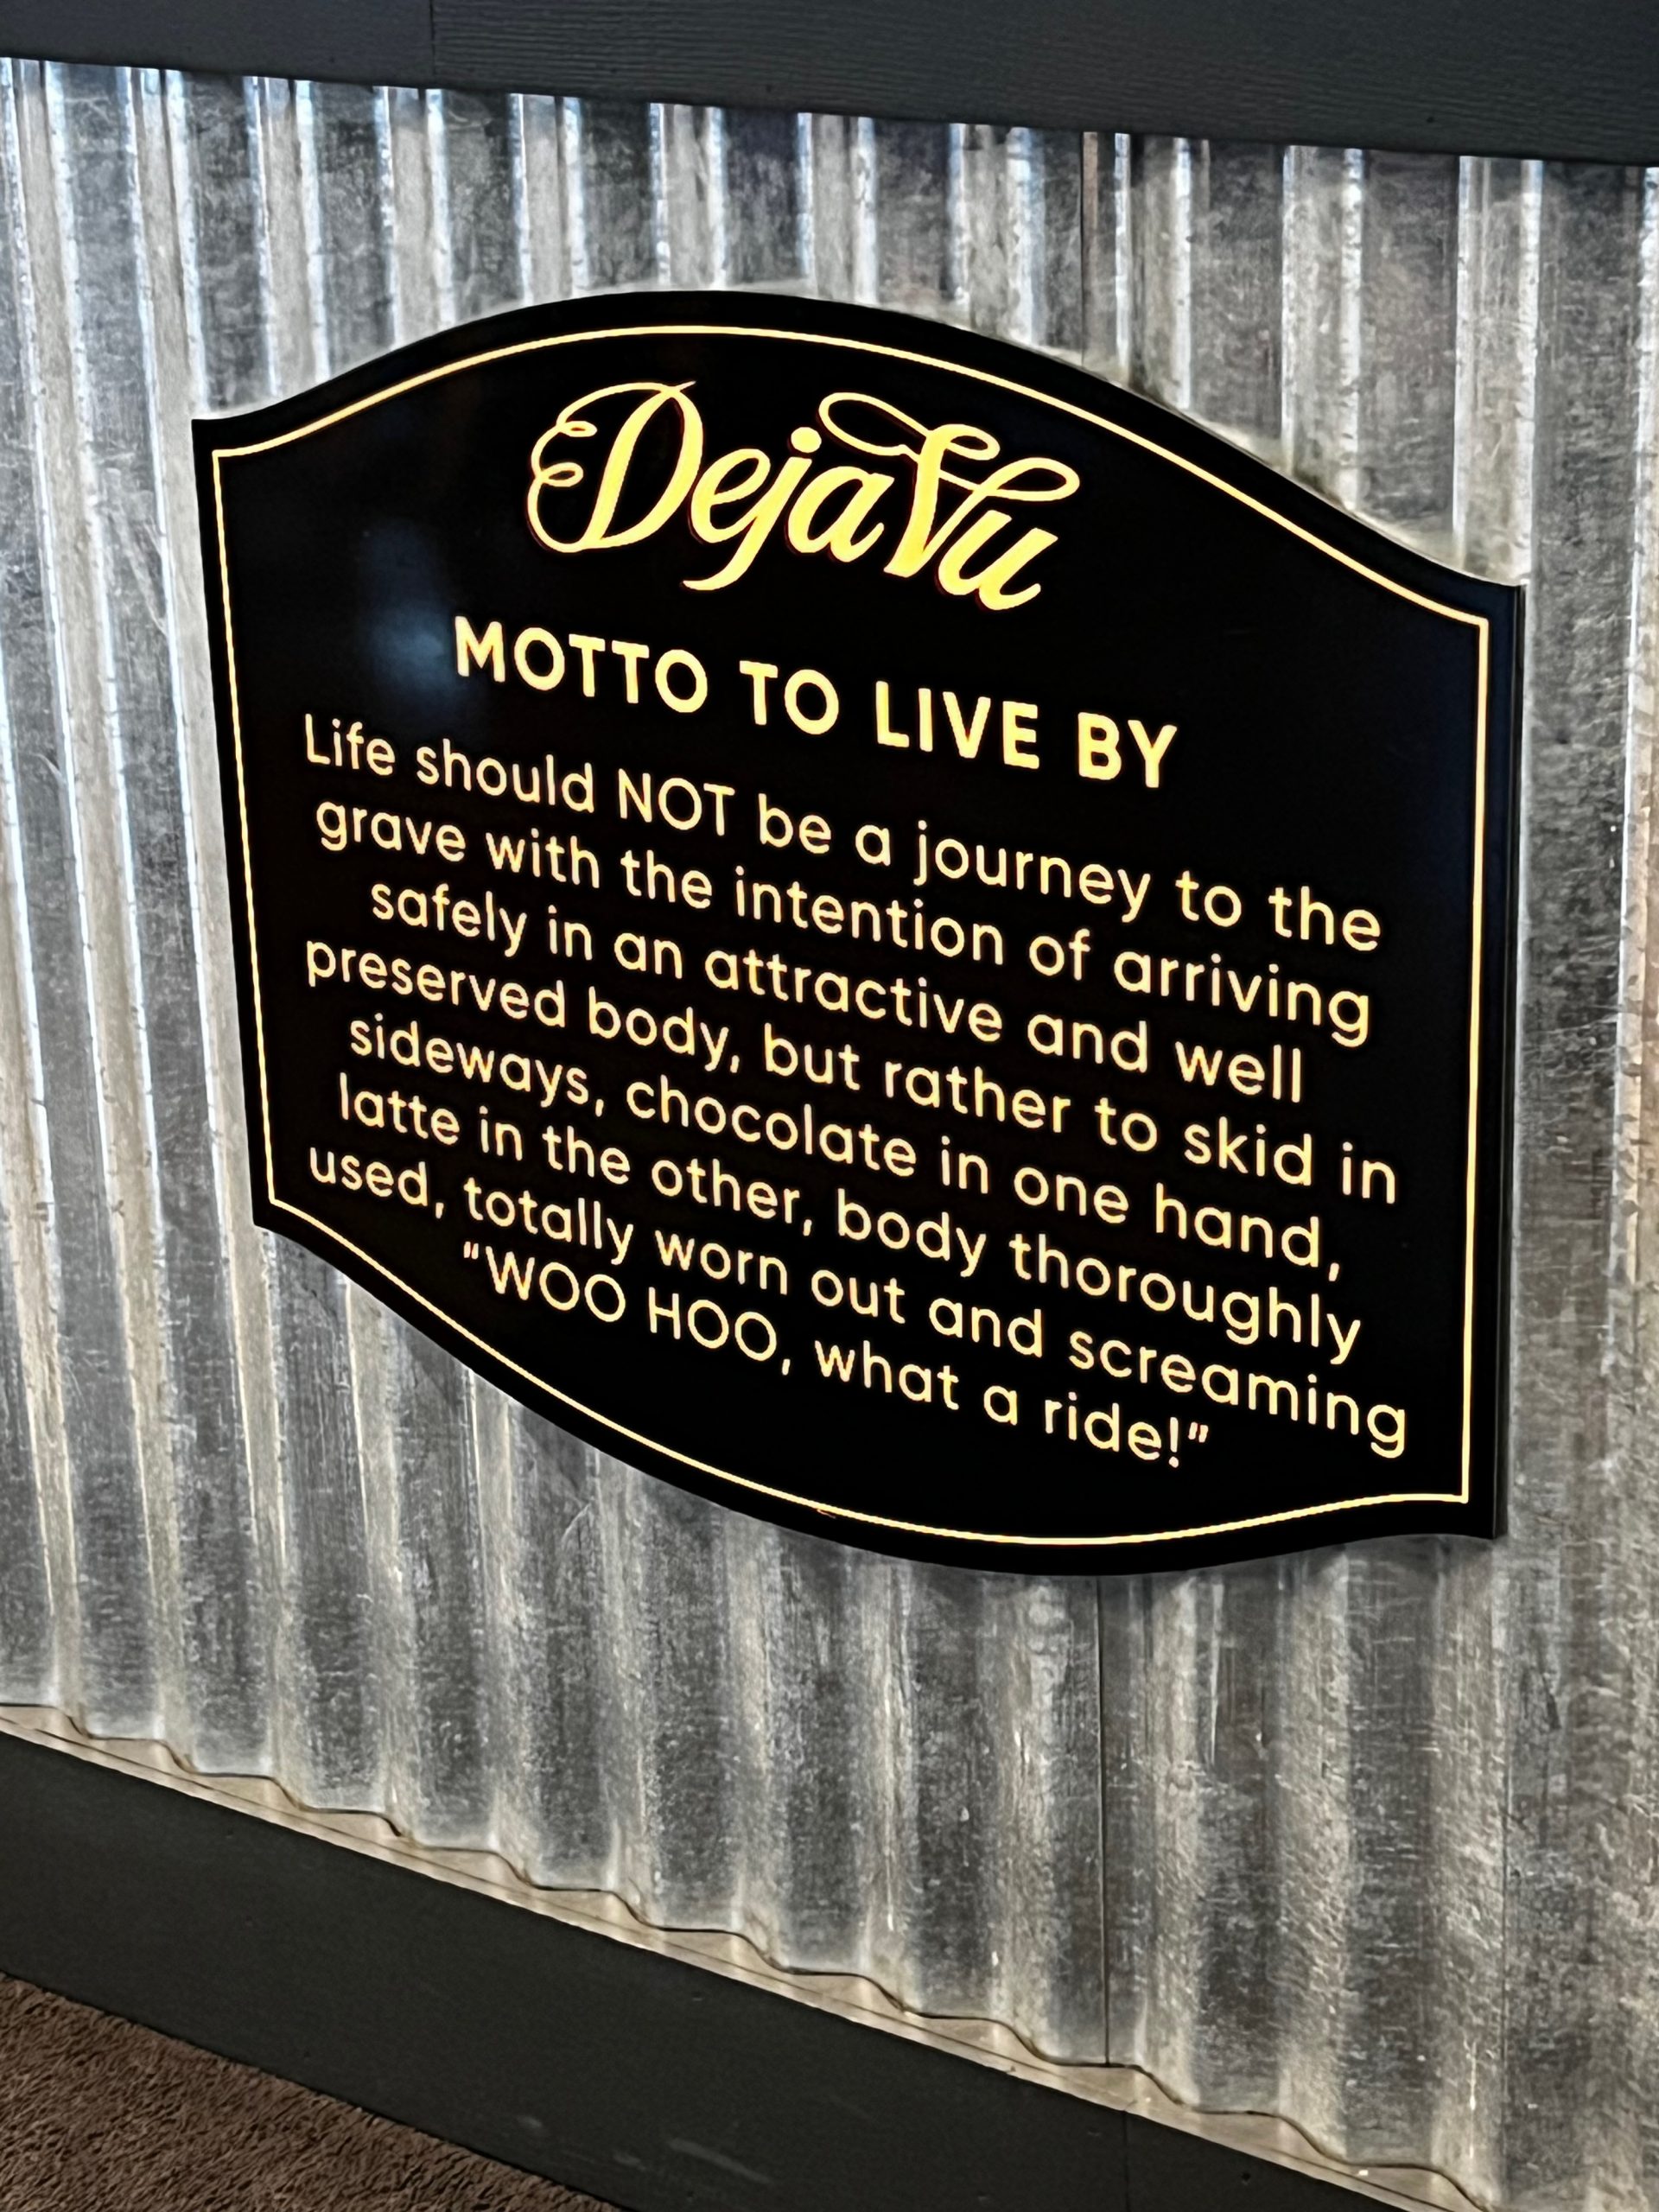 Deja Vu
MOTTO TO LIVE BY
Life should NOT be a journey to the
grave with the intention of arriving
safely in an attractive and well
preserved body, but rather to skid in
sideways, chocolate in one hand,
latte in the other, body thoroughly
used, totally worn out and screaming
"WOO HOO, what a ride!"